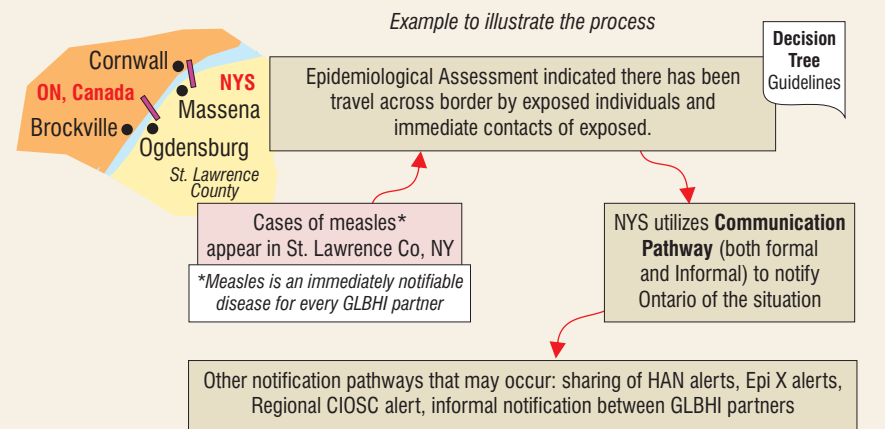 Example to illustrate the process
Cornwall
ON, Canada
NYS
Massena
Brockville
Ogdensburg
St. Lawrence
County
Epidemiological Assessment indicated there has been
travel across border by exposed individuals and
immediate contacts of exposed.
Decision
Tree
Guidelines
Cases of measles*
appear in St. Lawrence Co, NY
*Measles is an immediately notifiable
disease for every GLBHI partner
NYS utilizes Communication
Pathway (both formal
and Informal) to notify
Ontario of the situation
Other notification pathways that may occur: sharing of HAN alerts, Epi X alerts,
Regional CIOSC alert, informal notification between GLBHI partners